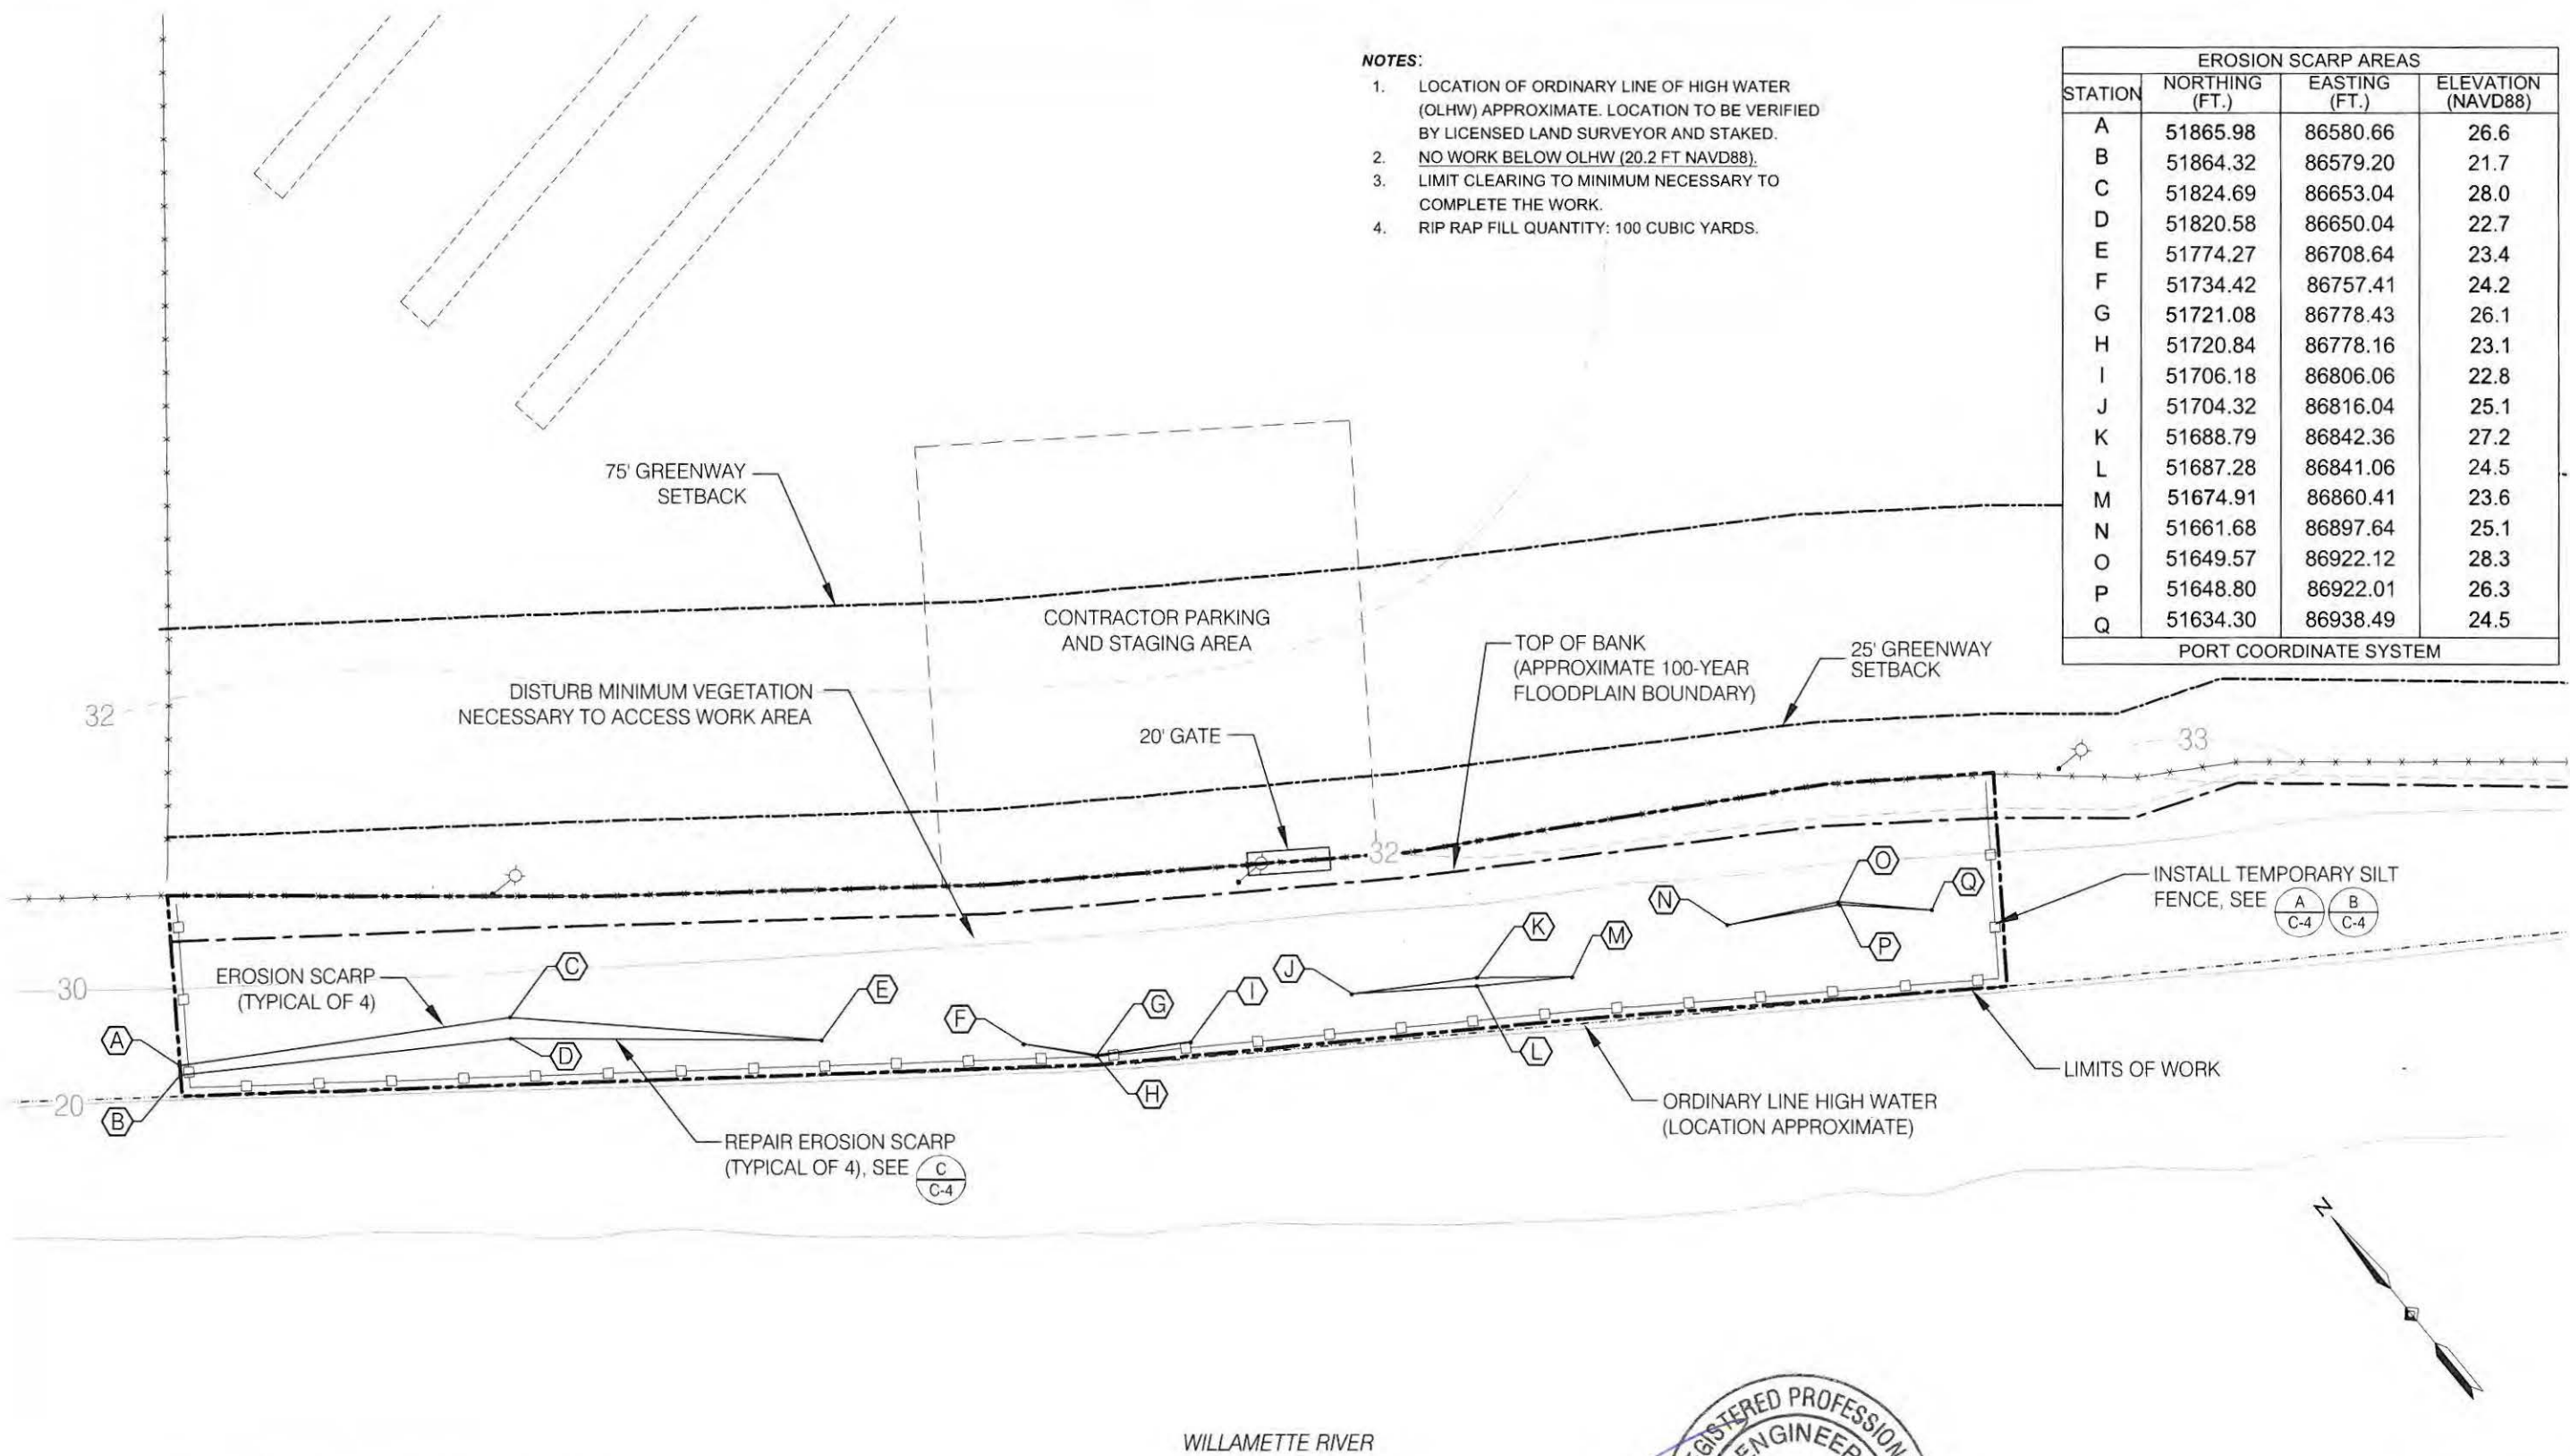 NOTES:
1. LOCATION OF ORDINARY LINE OF HIGH WATER
(OLHW) APPROXIMATE. LOCATION TO BE VERIFIED
BY LICENSED LAND SURVEYOR AND STAKED.
2. NO WORK BELOW OLHW (20.2 FT NAVD88).
3. LIMIT CLEARING TO MINIMUM NECESSARY TO
COMPLETE THE WORK.
4. RIP RAP FILL QUANTITY: 100 CUBIC YARDS.
EROSION SCARP AREAS
STATION NORTHING (FT.) EASTING (FT.) ELEVATION (NAVD88)
A 51865.98 86580.66 26.6
B 51864.32 86579.20 21.7
C 51824.69 86653.04 28.0
D 51820.58 86650.04 22.7
E 51774.27 86708.64 23.4
F 51734.42 86757.41 24.2
G 51721.08 86778.43 26.1
H 51720.84 86778.16 23.1
I 51706.18 86806.06 22.8
J 51704.32 86816.04 25.1
K 51688.79 86842.36 27.2
L 51687.28 86841.06 24.5
M 51674.91 86860.41 23.6
N 51661.68 86897.64 25.1
O 51649.57 86922.12 28.3
P 51648.80 86922.01 26.3
Q 51634.30 86938.49 24.5
PORT COORDINATE SYSTEM
75' GREENWAY
SETBACK
CONTRACTOR PARKING
AND STAGING AREA
TOP OF BANK
(APPROXIMATE 100-YEAR
FLOODPLAIN BOUNDARY)
25' GREENWAY
SETBACK
DISTURB MINIMUM VEGETATION
NECESSARY TO ACCESS WORK AREA
32
20' GATE
33
32
O
Q
N
P
INSTALL TEMPORARY SILT
FENCE, SEE A C-4 B C-4
K
M
J
L
C
E
EROSION SCARP
(TYPICAL OF 4)
30
F
G
I
H
A
D
B
20
LIMITS OF WORK
ORDINARY LINE HIGH WATER
(LOCATION APPROXIMATE)
REPAIR EROSION SCARP
(TYPICAL OF 4), SEE C C-4
N
WILLAMETTE RIVER